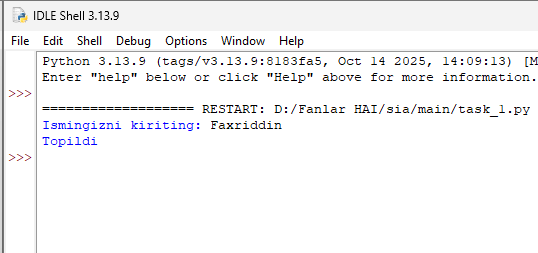 IDLE Shell 3.13.9
File Edit Shell Debug Options Window Help
Python 3.13.9 (tags/v3.13.9:8183fa5, Oct 14 2025, 14:09:13) [M
Enter "help" below or click "Help" above for more information.
>>>
=================== RESTART: D:/Fanlar HAI/sia/main/task_1.py
Ismingizni kiriting: Faxriddin
Topildi
>>>